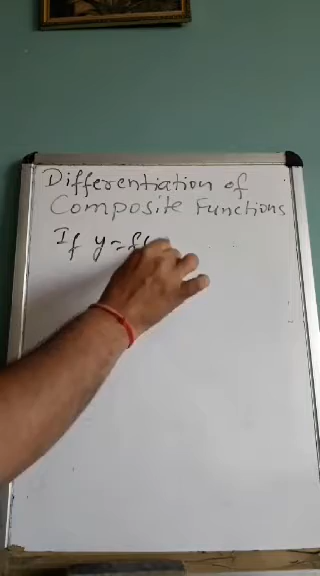 Differentiation of
Composite Functions
If y = f(